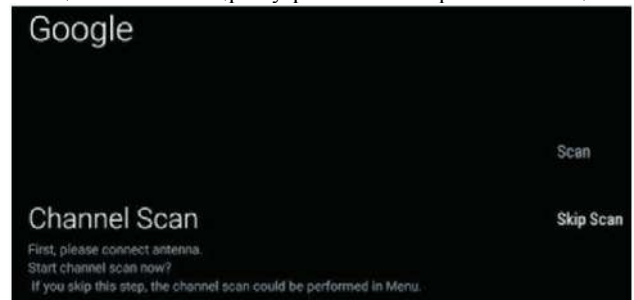 Google
Scan
Channel Scan
Skip Scan
First, please connect antenna.
Start channel scan now?
If you skip this step, the channel scan could be performed in Menu.